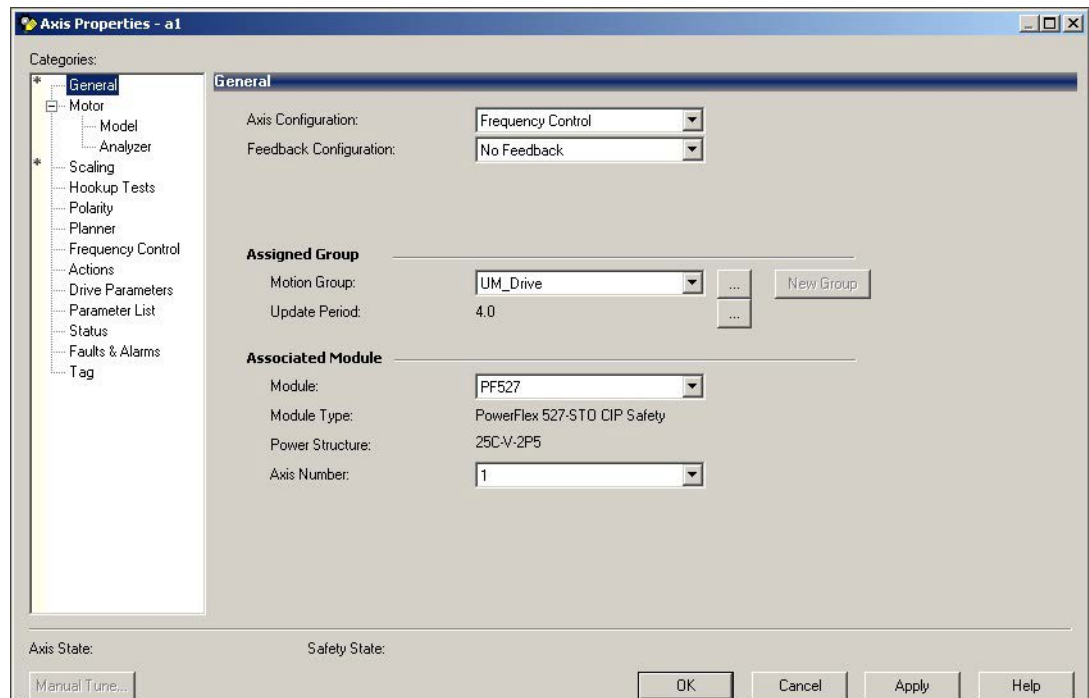 Axis Properties - a1
Categories:
* General
Motor
Model
Analyzer
* Scaling
Hookup Tests
Polarity
Planner
Frequency Control
Actions
Drive Parameters
Parameter List
Status
Faults & Alarms
Tag
General
Axis Configuration: Frequency Control
Feedback Configuration: No Feedback
Assigned Group
Motion Group: UM_Drive ... New Group
Update Period: 4.0 ...
Associated Module
Module: PF527
Module Type: PowerFlex 527-STO CIP Safety
Power Structure: 25C-V-2P5
Axis Number: 1
Axis State: Safety State:
Manual Tune... OK Cancel Apply Help